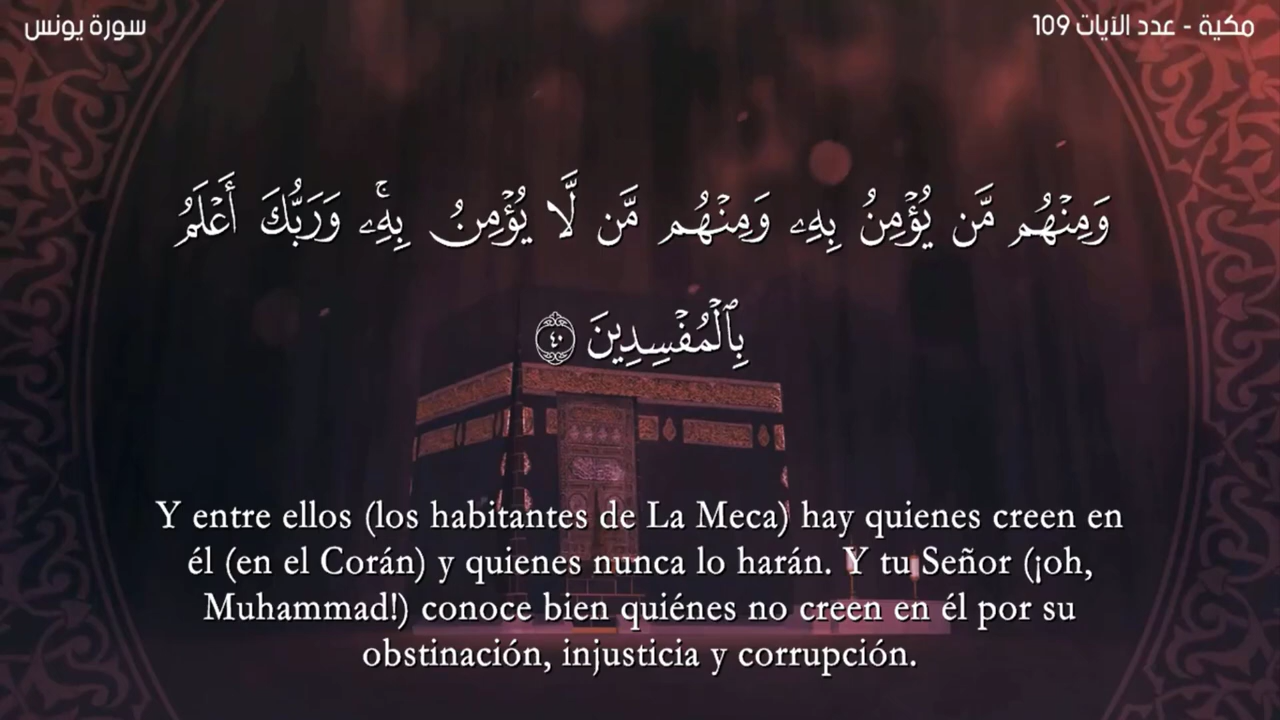 مكية - عدد الآيات 109
سورة يونس
وَمِنْهُم مَّن يُؤْمِنُ بِهِۦ وَمِنْهُم مَّن لَّا يُؤْمِنُ بِهِۦۚ وَرَبُّكَ أَعْلَمُ
بِٱلْمُفْسِدِينَ ٤٠
Y entre ellos (los habitantes de La Meca) hay quienes creen en
él (en el Corán) y quienes nunca lo harán. Y tu Señor (¡oh,
Muhammad!) conoce bien quiénes no creen en él por su
obstinación, injusticia y corrupción.